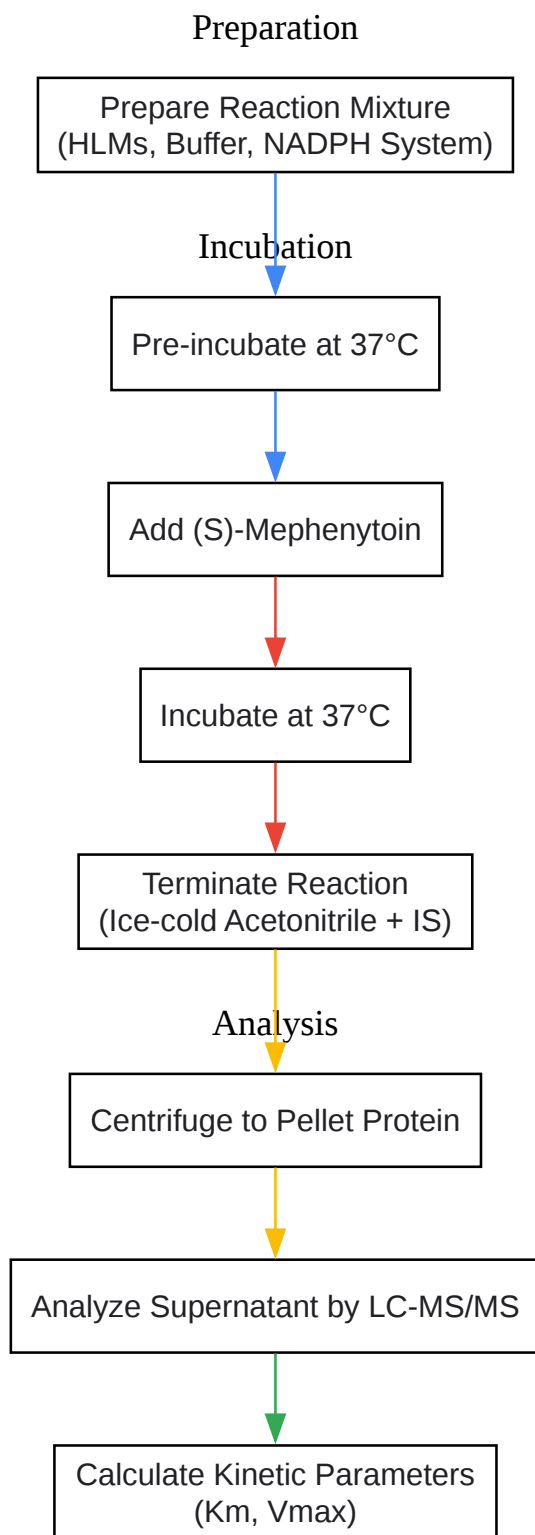 Preparation
Prepare Reaction Mixture
(HLMs, Buffer, NADPH System)
Incubation
Pre-incubate at 37°C
Add (S)-Mephenytoin
Incubate at 37°C
Terminate Reaction
(Ice-cold Acetonitrile + IS)
Analysis
Centrifuge to Pellet Protein
Analyze Supernatant by LC-MS/MS
Calculate Kinetic Parameters
(Km, Vmax)